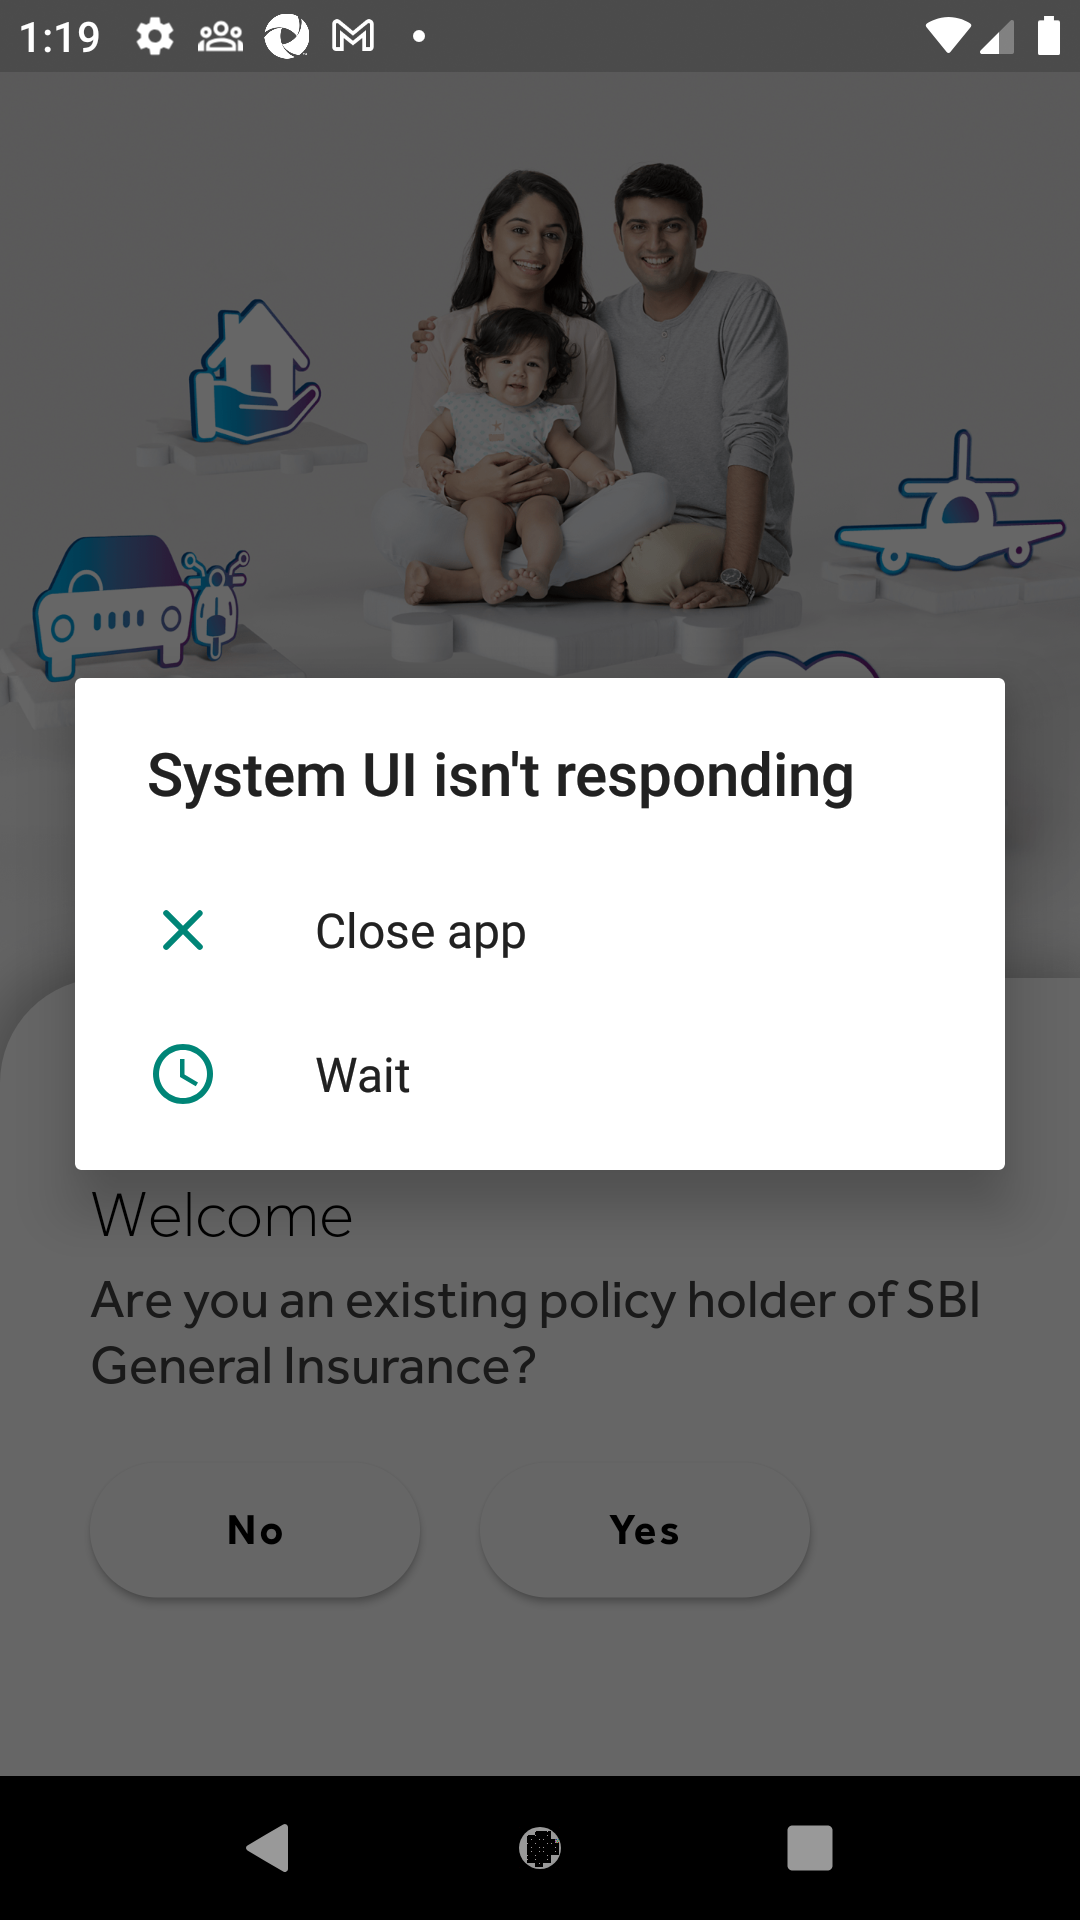 1:19
System UI isn't responding
Close app
Wait
Welcome
Are you an existing policy holder of SBI
General Insurance?
No
Yes